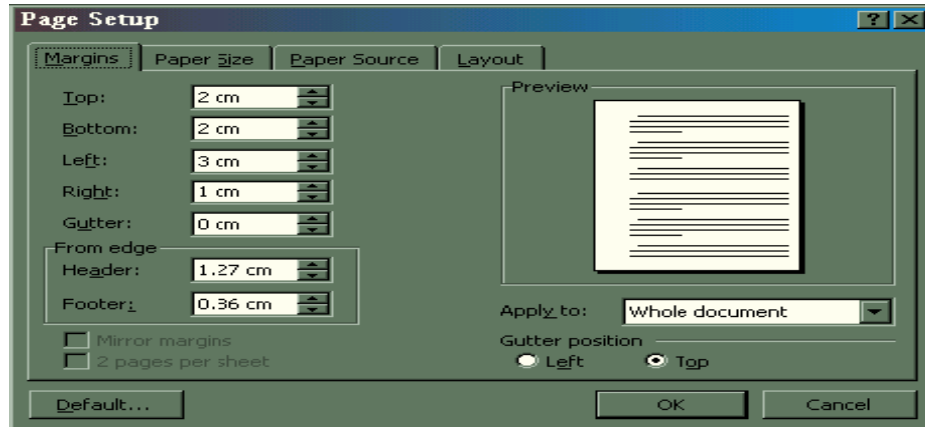 Page Setup
Margins Paper Size Paper Source Layout
Top: 2 cm
Bottom: 2 cm
Left: 3 cm
Right: 1 cm
Gutter: 0 cm
From edge
Header: 1.27 cm
Footer: 0.36 cm
Mirror margins
2 pages per sheet
Preview
Apply to: Whole document
Gutter position
Left Top
Default... OK Cancel